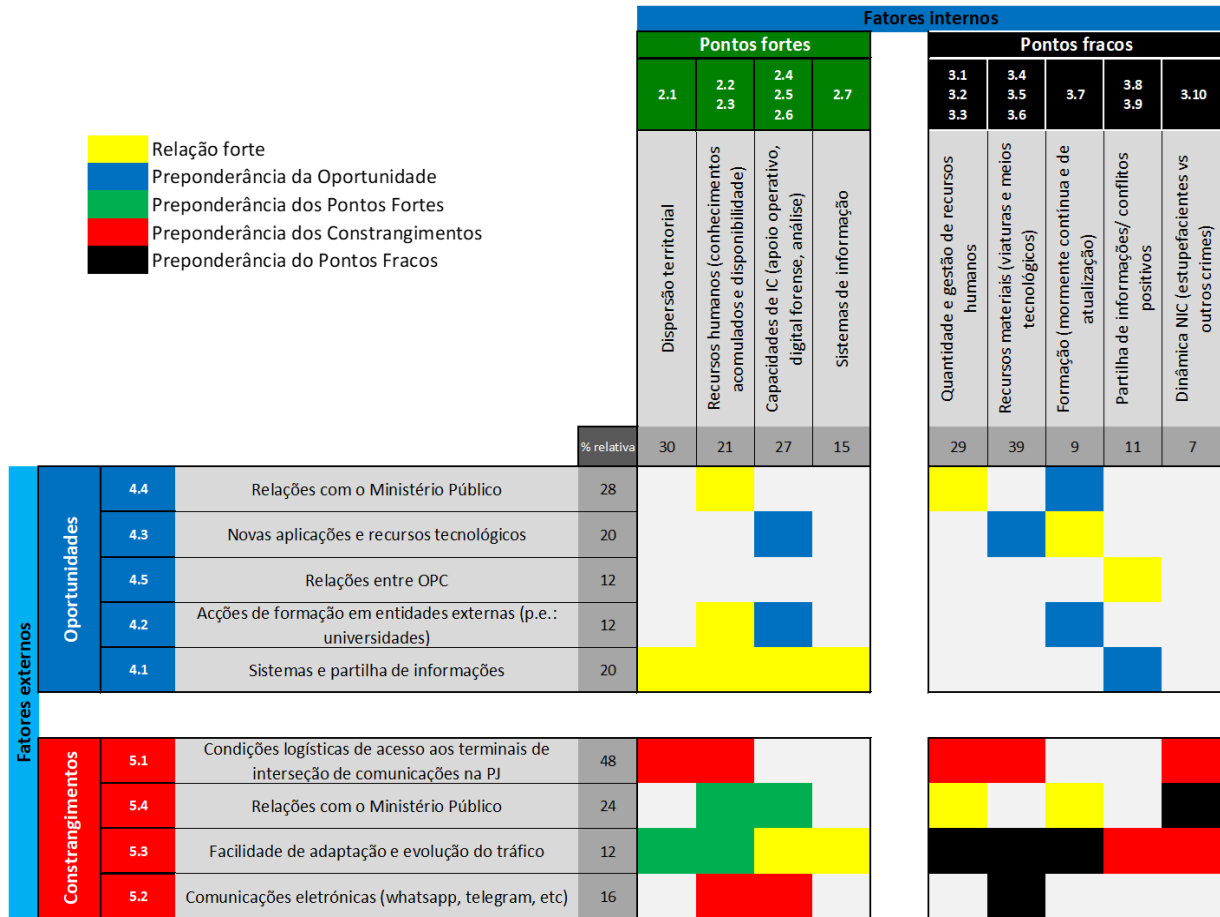 Fatores internos
Pontos fortes
Pontos fracos
2.1
2.2
2.3
2.4
2.5
2.6
2.7
3.1
3.2
3.3
3.4
3.5
3.6
3.7
3.8
3.9
3.10
Relação forte
Preponderância da Oportunidade
Preponderância dos Pontos Fortes
Preponderância dos Constrangimentos
Preponderância do Pontos Fracos
Dispersão territorial
Recursos humanos (conhecimentos
acomulados e disponibilidade)
Capacidades de IC (apoio operativo,
digital forense, análise)
Sistemas de informação
Quantidade e gestão de recursos
humanos
Recursos materiais (viaturas e meios
tecnológicos)
Formação (mormente contínua e de
atualização)
Partilha de informações/ conflitos
positivos
Dinâmica NIC (estupefacientes vs
outros crimes)
% relativa 30 21 27 15 29 39 9 11 7
Fatores externos
Oportunidades
4.4 Relações com o Ministério Público 28
4.3 Novas aplicações e recursos tecnológicos 20
4.5 Relações entre OPC 12
4.2 Acções de formação em entidades externas (p.e.: 12
universidades)
4.1 Sistemas e partilha de informações 20
Constrangimentos
5.1 Condições logísticas de acesso aos terminais de 48
interseção de comunicações na PJ
5.4 Relações com o Ministério Público 24
5.3 Facilidade de adaptação e evolução do tráfico 12
5.2 Comunicações eletrónicas (whatsapp, telegram, etc) 16